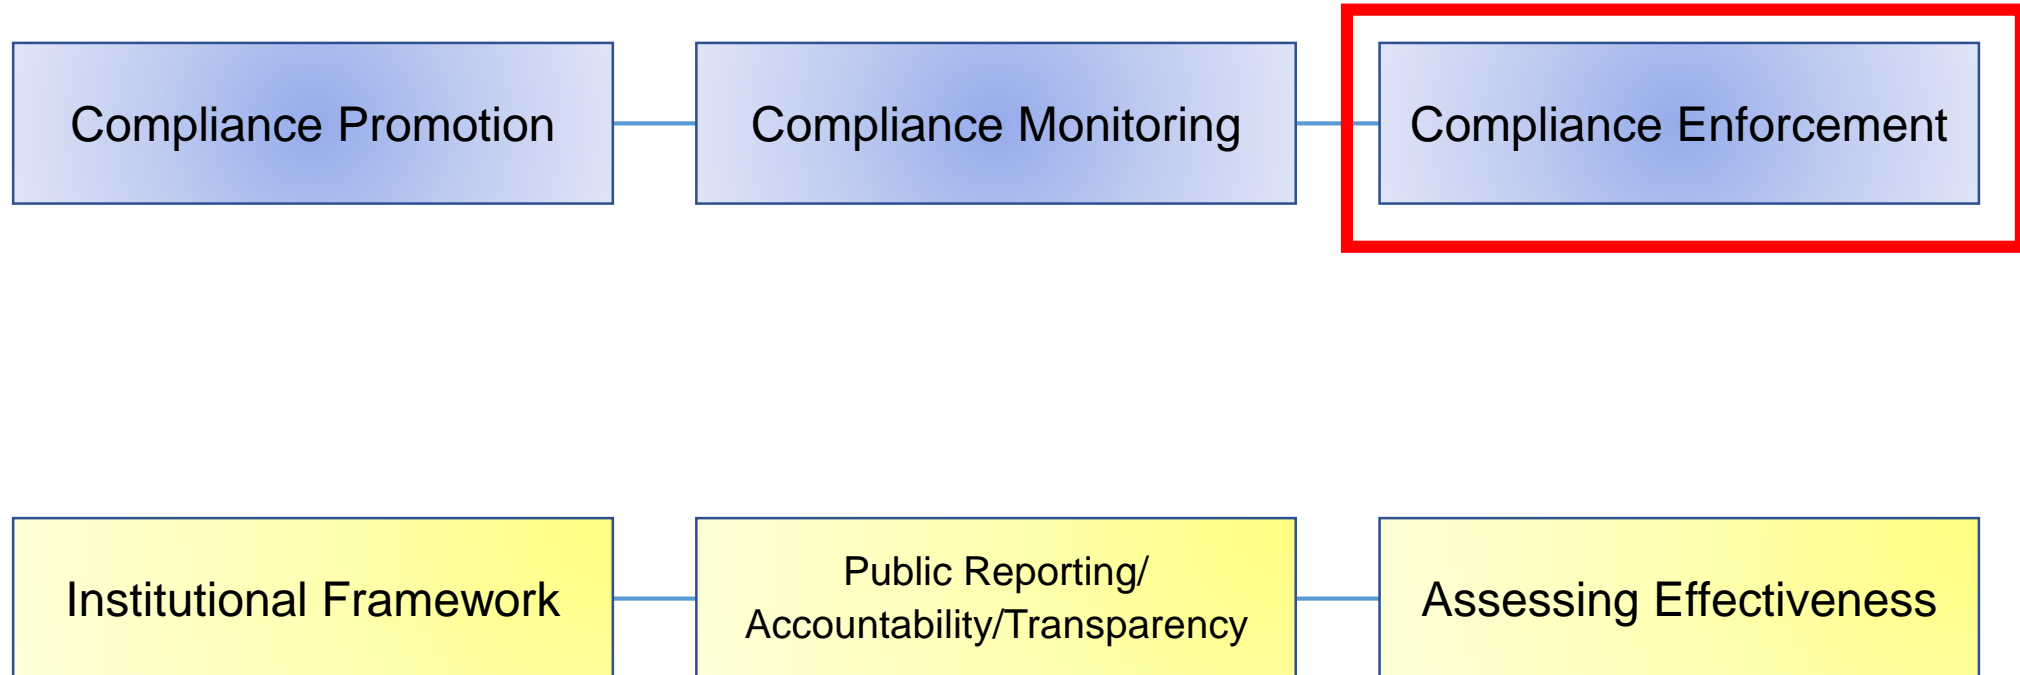 Compliance Promotion
Compliance Monitoring
Compliance Enforcement
Institutional Framework
Public Reporting/
Accountability/Transparency
Assessing Effectiveness